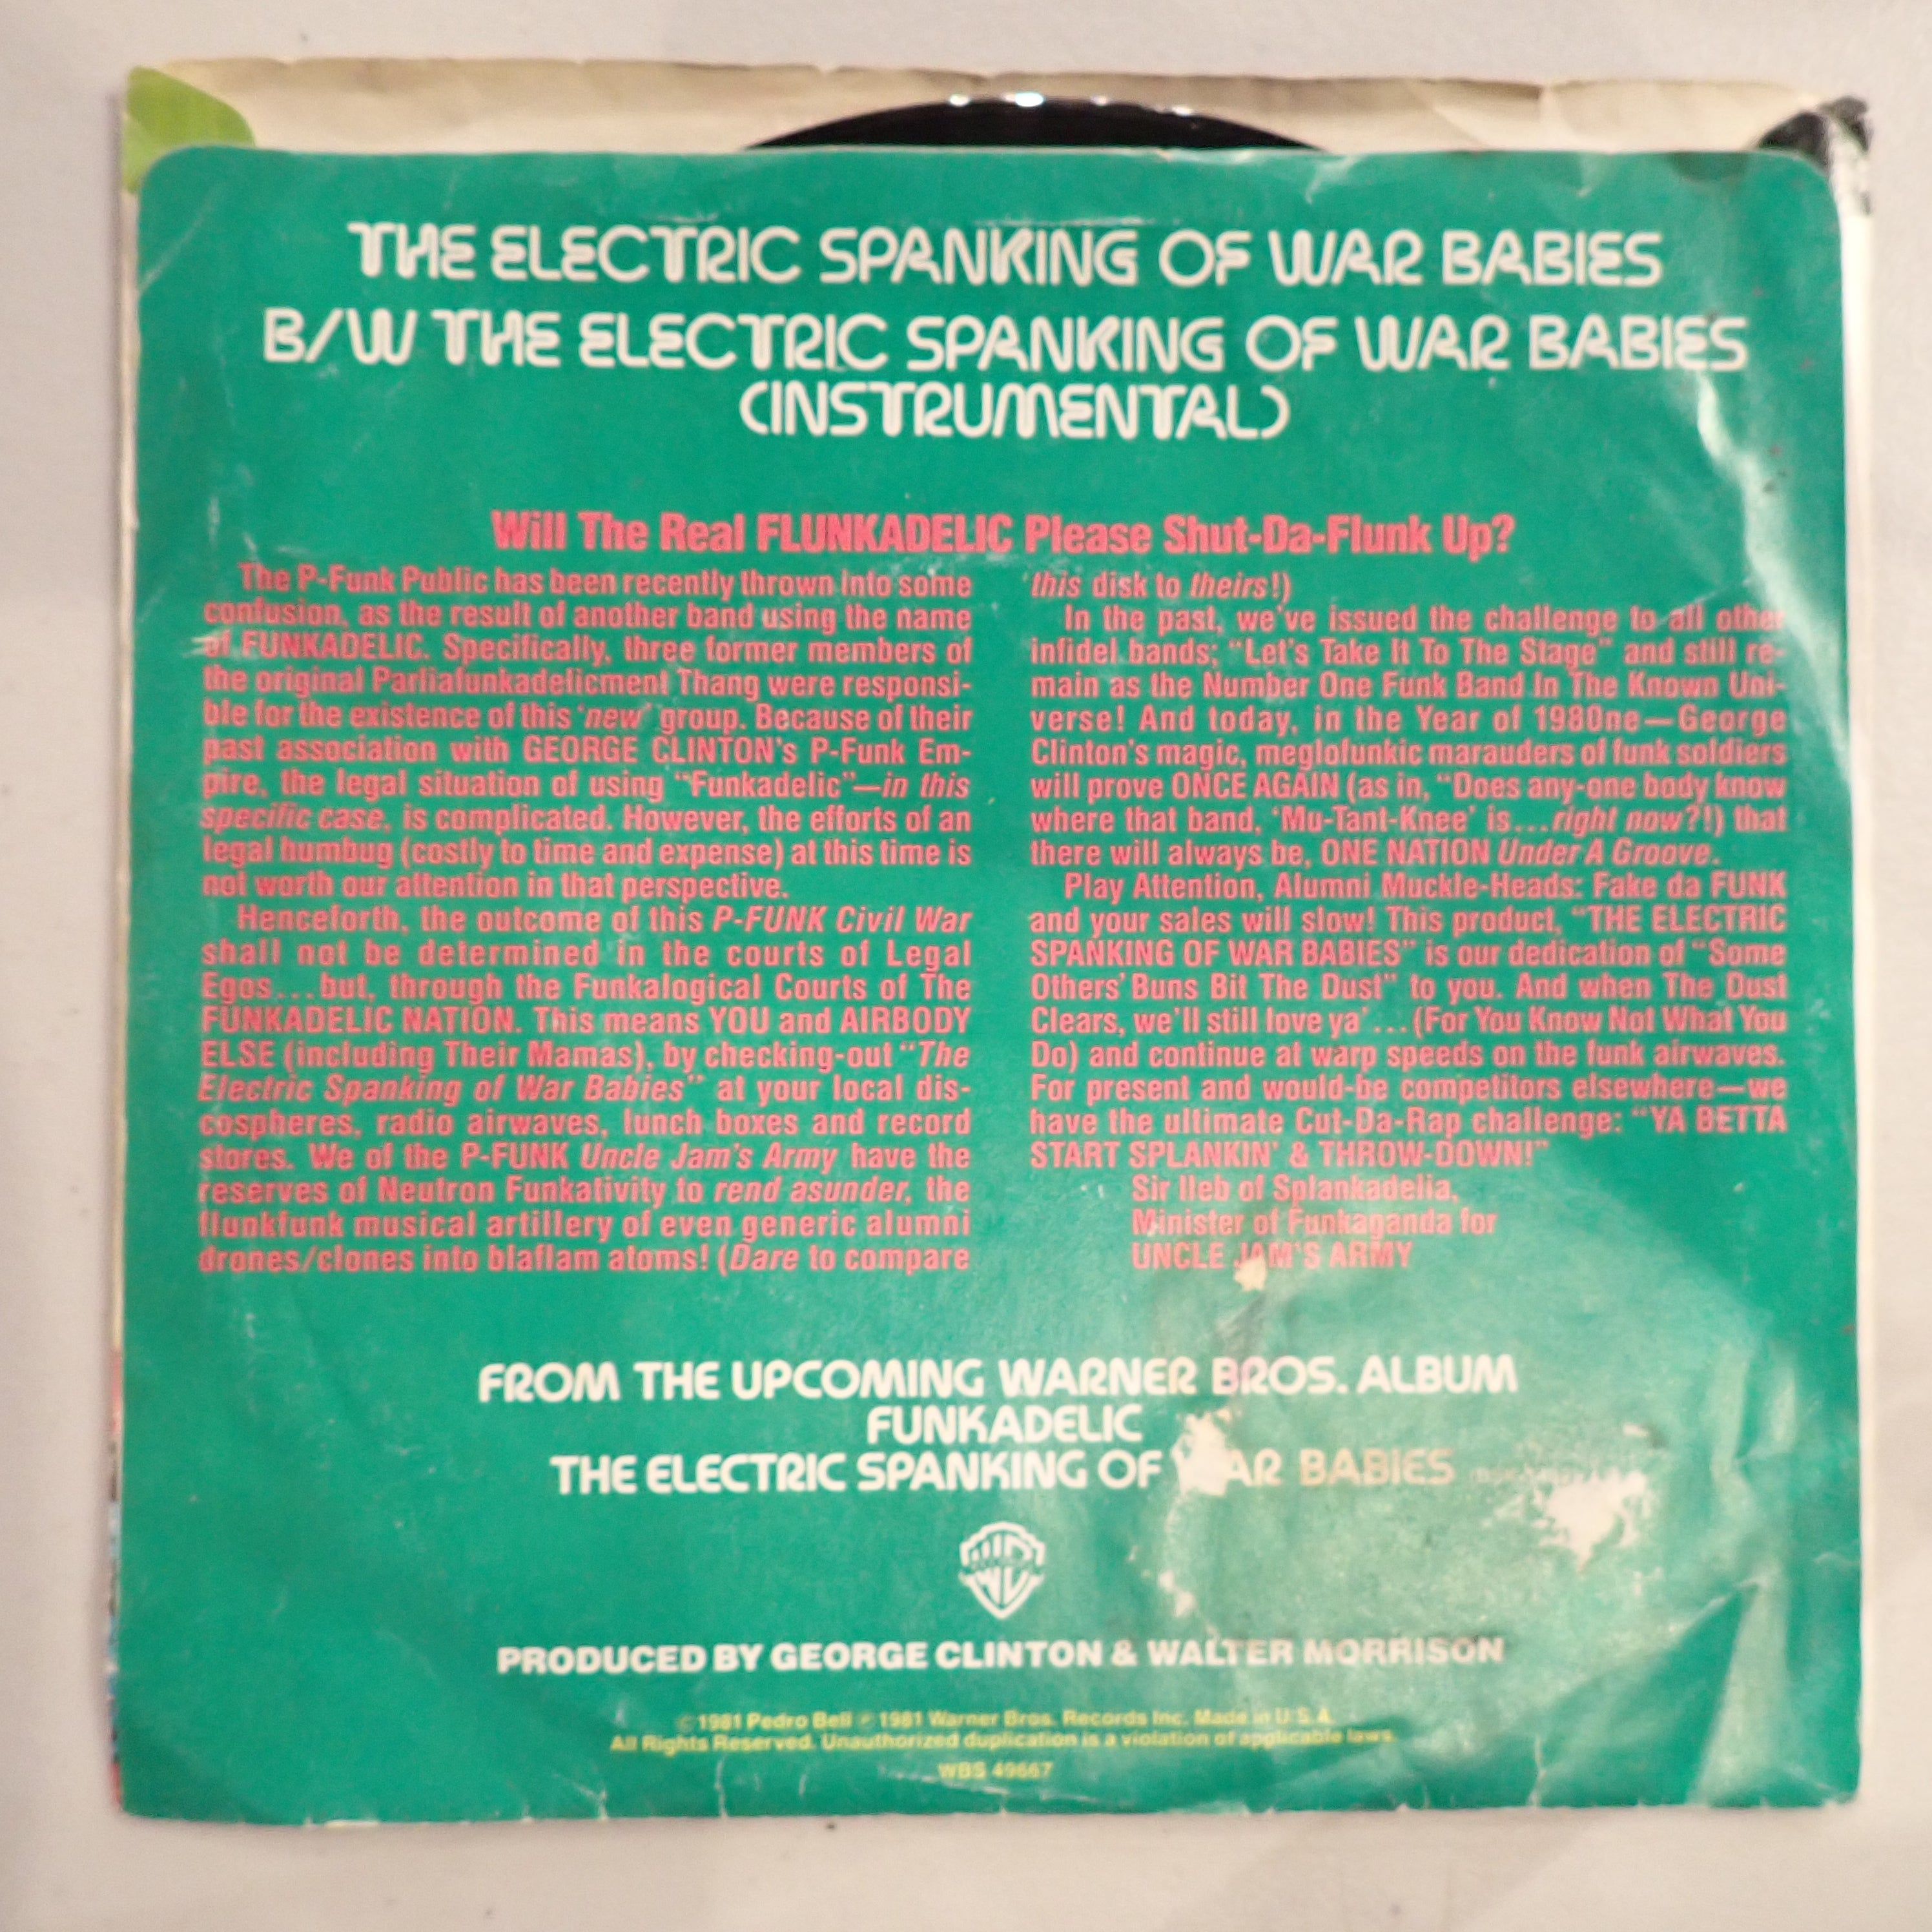 THE ELECTRIC SPANKING OF WAR BABIES
B/W THE ELECTRIC SPANKING OF WAR BABIES
(INSTRUMENTAL)
Will The Real FLUNKADELIC Please Shut-Da-Flunk Up?
The P-Funk Public has been recently thrown into some
confusion, as the result of another band using the name
of FUNKADELIC. Specifically, three former members of
the original Parliafunkadelicment Thang were responsi-
ble for the existence of this 'new' group. Because of their
past association with GEORGE CLINTON's P-Funk Em-
pire, the legal situation of using "Funkadelic"—in this
specific case, is complicated. However, the efforts of an
legal humbug (costly to time and expense) at this time is
not worth our attention in that perspective.
Henceforth, the outcome of this P-FUNK Civil War
shall not be determined in the courts of Legal
Egos...but, through the Funkalogical Courts of The
FUNKADELIC NATION. This means YOU and AIRBODY
ELSE (including Their Mamas), by checking-out "The
Electric Spanking of War Babies" at your local dis-
cospheres, radio airwaves, lunch boxes and record
stores. We of the P-FUNK Uncle Jam's Army have the
reserves of Neutron Funkativity to rend asunder, the
flunkfunk musical artillery of even generic alumni
drones/clones into blaflam atoms! (Dare to compare
this disk to theirs!)
In the past, we've issued the challenge to all other
infidel bands; "Let's Take It To The Stage" and still re-
main as the Number One Funk Band In The Known Uni-
verse! And today, in the Year of 1980ne—George
Clinton's magic, meglofunkic marauders of funk soldiers
will prove ONCE AGAIN (as in, "Does any-one body know
where that band, 'Mu-Tant-Knee' is...right now?!) that
there will always be, ONE NATION Under A Groove.
Play Attention, Alumni Muckle-Heads: Fake da FUNK
and your sales will slow! This product, "THE ELECTRIC
SPANKING OF WAR BABIES" is our dedication of "Some
Others' Buns Bit The Dust" to you. And when The Dust
Clears, we'll still love ya'...(For You Know Not What You
Do) and continue at warp speeds on the funk airwaves.
For present and would-be competitors elsewhere—we
have the ultimate Cut-Da-Rap challenge: "YA BETTA
START SPLANKIN' & THROW-DOWN!"
Sir lleb of Splankadelia,
Minister of Funkaganda for
UNCLE JAM'S ARMY
FROM THE UPCOMING WARNER BROS. ALBUM
FUNKADELIC
THE ELECTRIC SPANKING OF WAR BABIES
PRODUCED BY GEORGE CLINTON & WALTER MORRISON
© 1981 Pedro Bell ℗ 1981 Warner Bros. Records Inc. Made in U.S.A.
All Rights Reserved. Unauthorized duplication is a violation of applicable laws.
WBS 49667